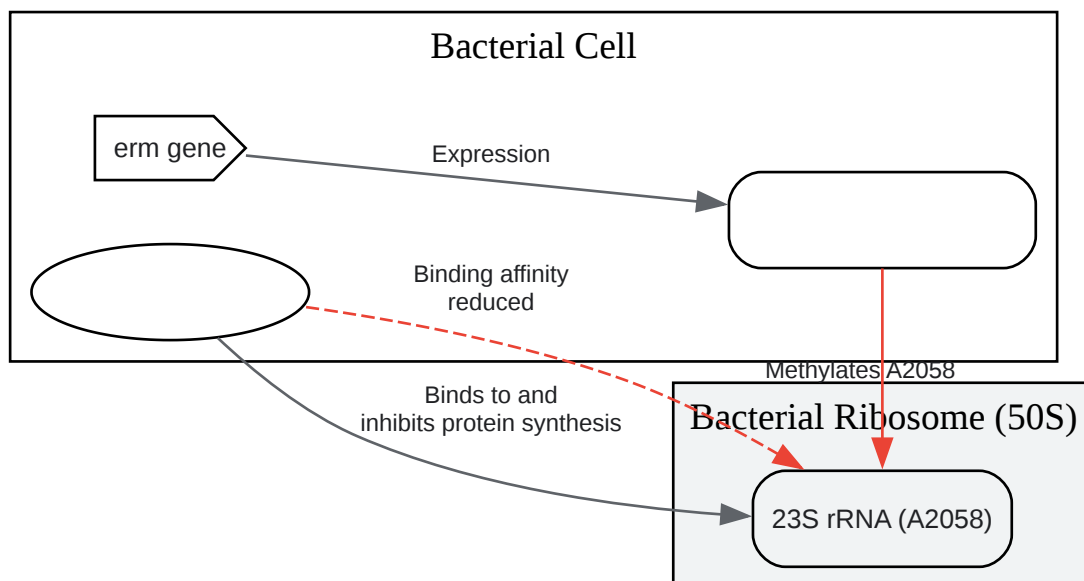 Bacterial Cell
erm gene
Expression
Binding affinity
reduced
Methylates A2058
Binds to and
inhibits protein synthesis
Bacterial Ribosome (50S)
23S rRNA (A2058)